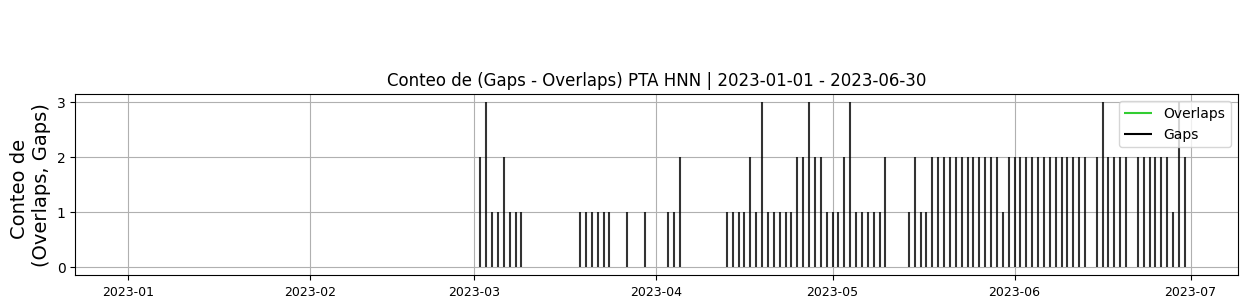 Conteo de (Gaps - Overlaps) PTA HNN | 2023-01-01 - 2023-06-30
Conteo de
(Overlaps, Gaps)
3
2
1
0
Overlaps
Gaps
2023-01
2023-02
2023-03
2023-04
2023-05
2023-06
2023-07